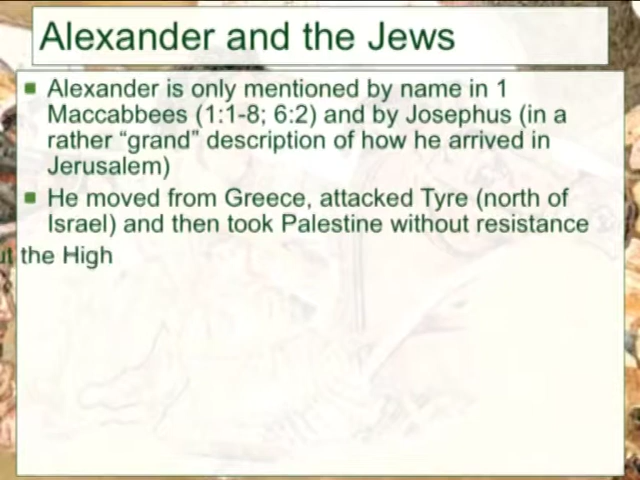 Alexander and the Jews
Alexander is only mentioned by name in 1
Maccabbees (1:1-8; 6:2) and by Josephus (in a
rather “grand” description of how he arrived in
Jerusalem)
He moved from Greece, attacked Tyre (north of
Israel) and then took Palestine without resistance
the High